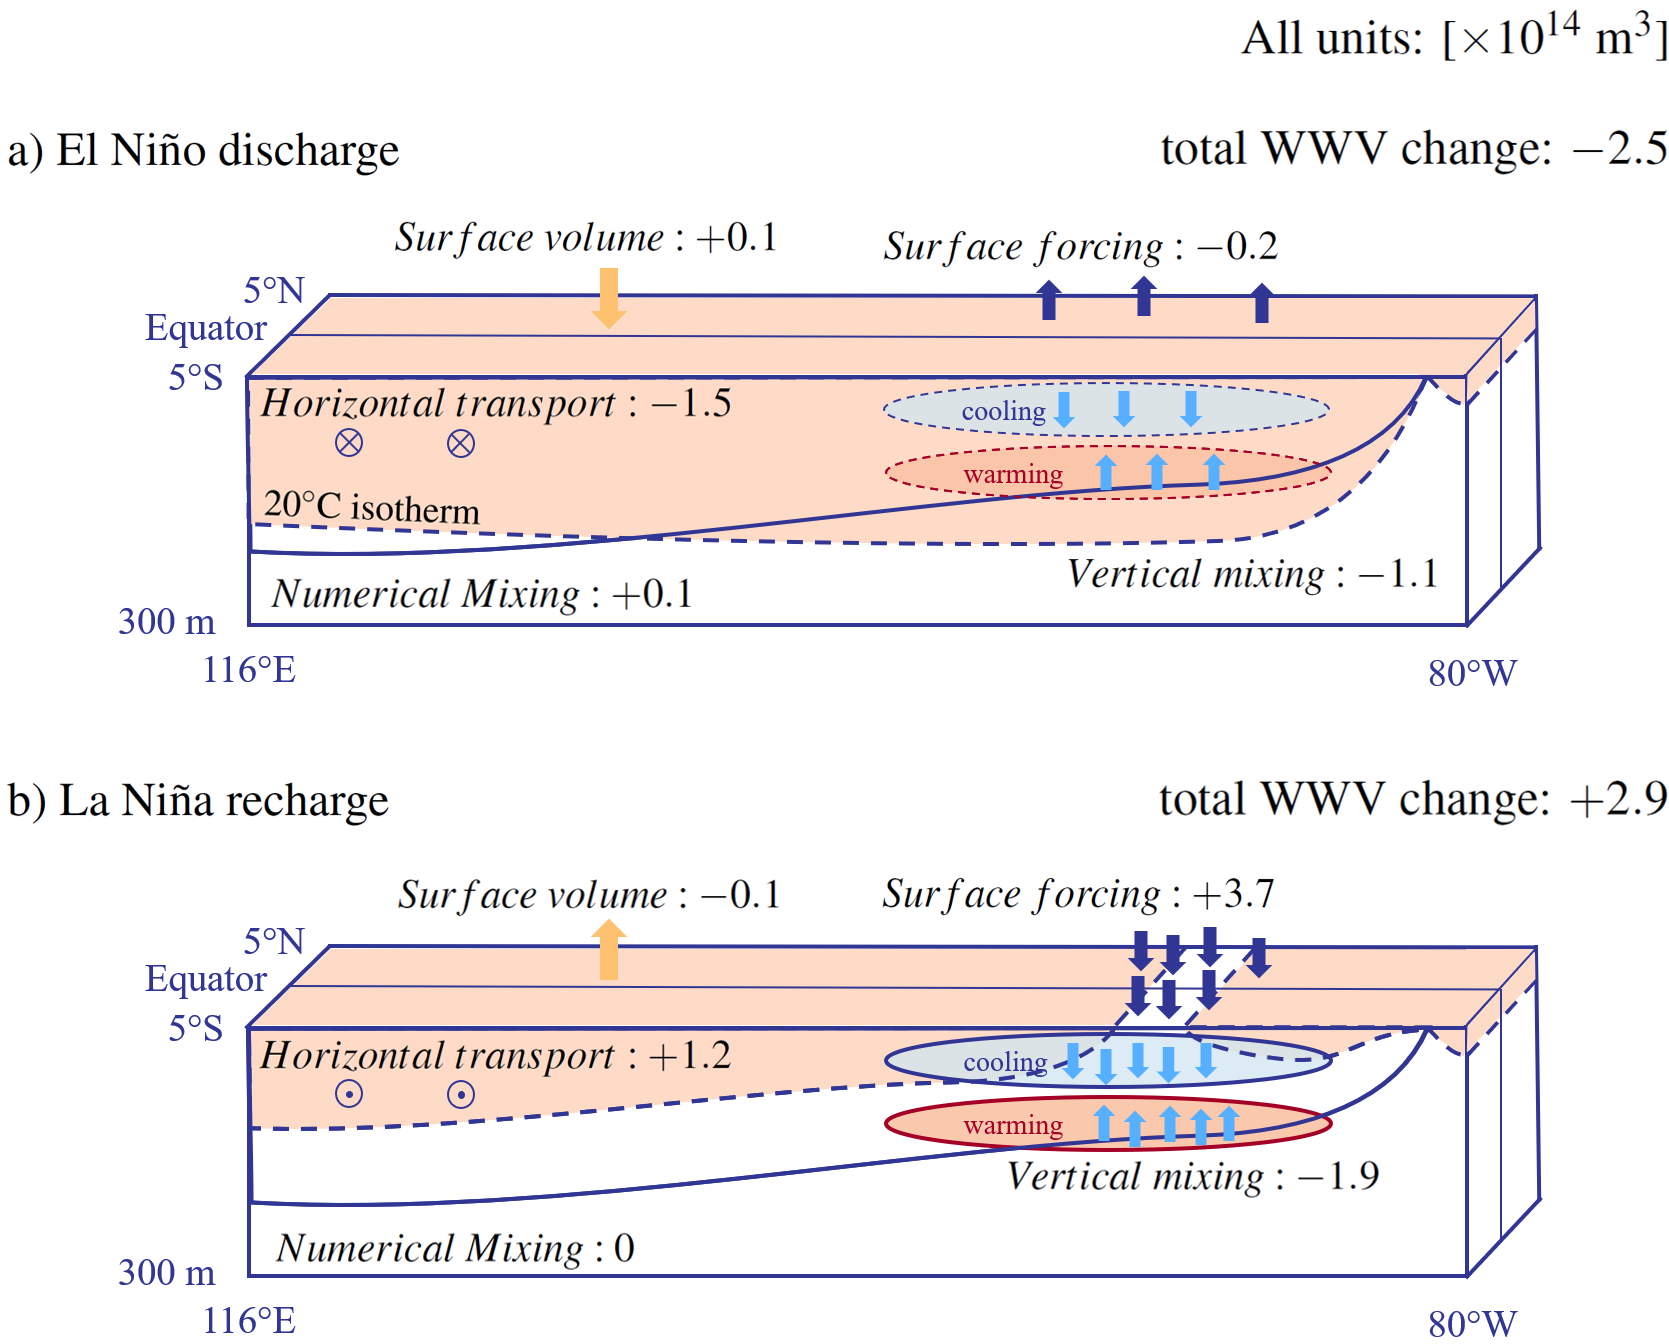 All units: [×10¹⁴ m³]
a) El Niño discharge
total WWV change: −2.5
Surface volume : +0.1
Surface forcing : −0.2
5°N
Equator
5°S
Horizontal transport : −1.5
cooling
warming
20°C isotherm
Vertical mixing : −1.1
Numerical Mixing : +0.1
300 m
116°E
80°W
b) La Niña recharge
total WWV change: +2.9
Surface volume : −0.1
Surface forcing : +3.7
5°N
Equator
5°S
Horizontal transport : +1.2
cooling
warming
Vertical mixing : −1.9
Numerical Mixing : 0
300 m
116°E
80°W